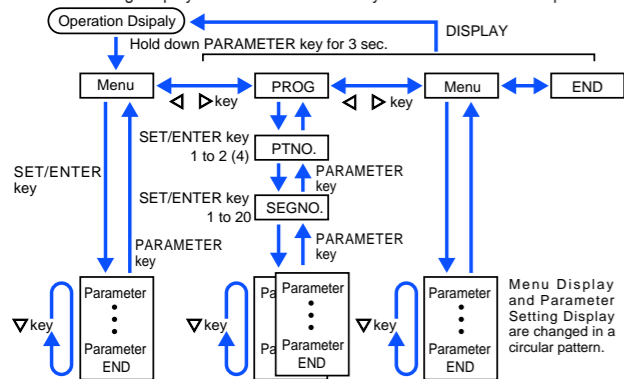 Operation Dsipaly
DISPLAY
Hold down PARAMETER key for 3 sec.
Menu
PROG
Menu
END
key
key
SET/ENTER key
1 to 2 (4)
PTNO.
PARAMETER
key
SET/ENTER
key
SET/ENTER key
1 to 20
SEGNO.
PARAMETER
key
PARAMETER
key
Parameter
Parameter
END
key
Pa
Pa
Parameter
Parameter
END
key
Parameter
Parameter
END
key
Menu Display
and Parameter
Setting Display
are changed in a
circular pattern.